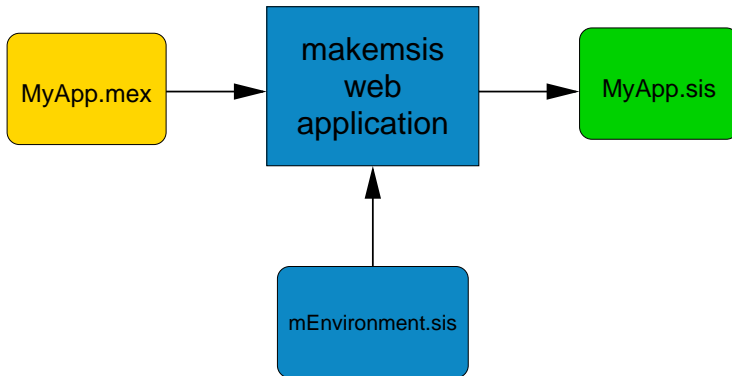 MyApp.mex
makemsis
web
application
MyApp.sis
mEnvironment.sis